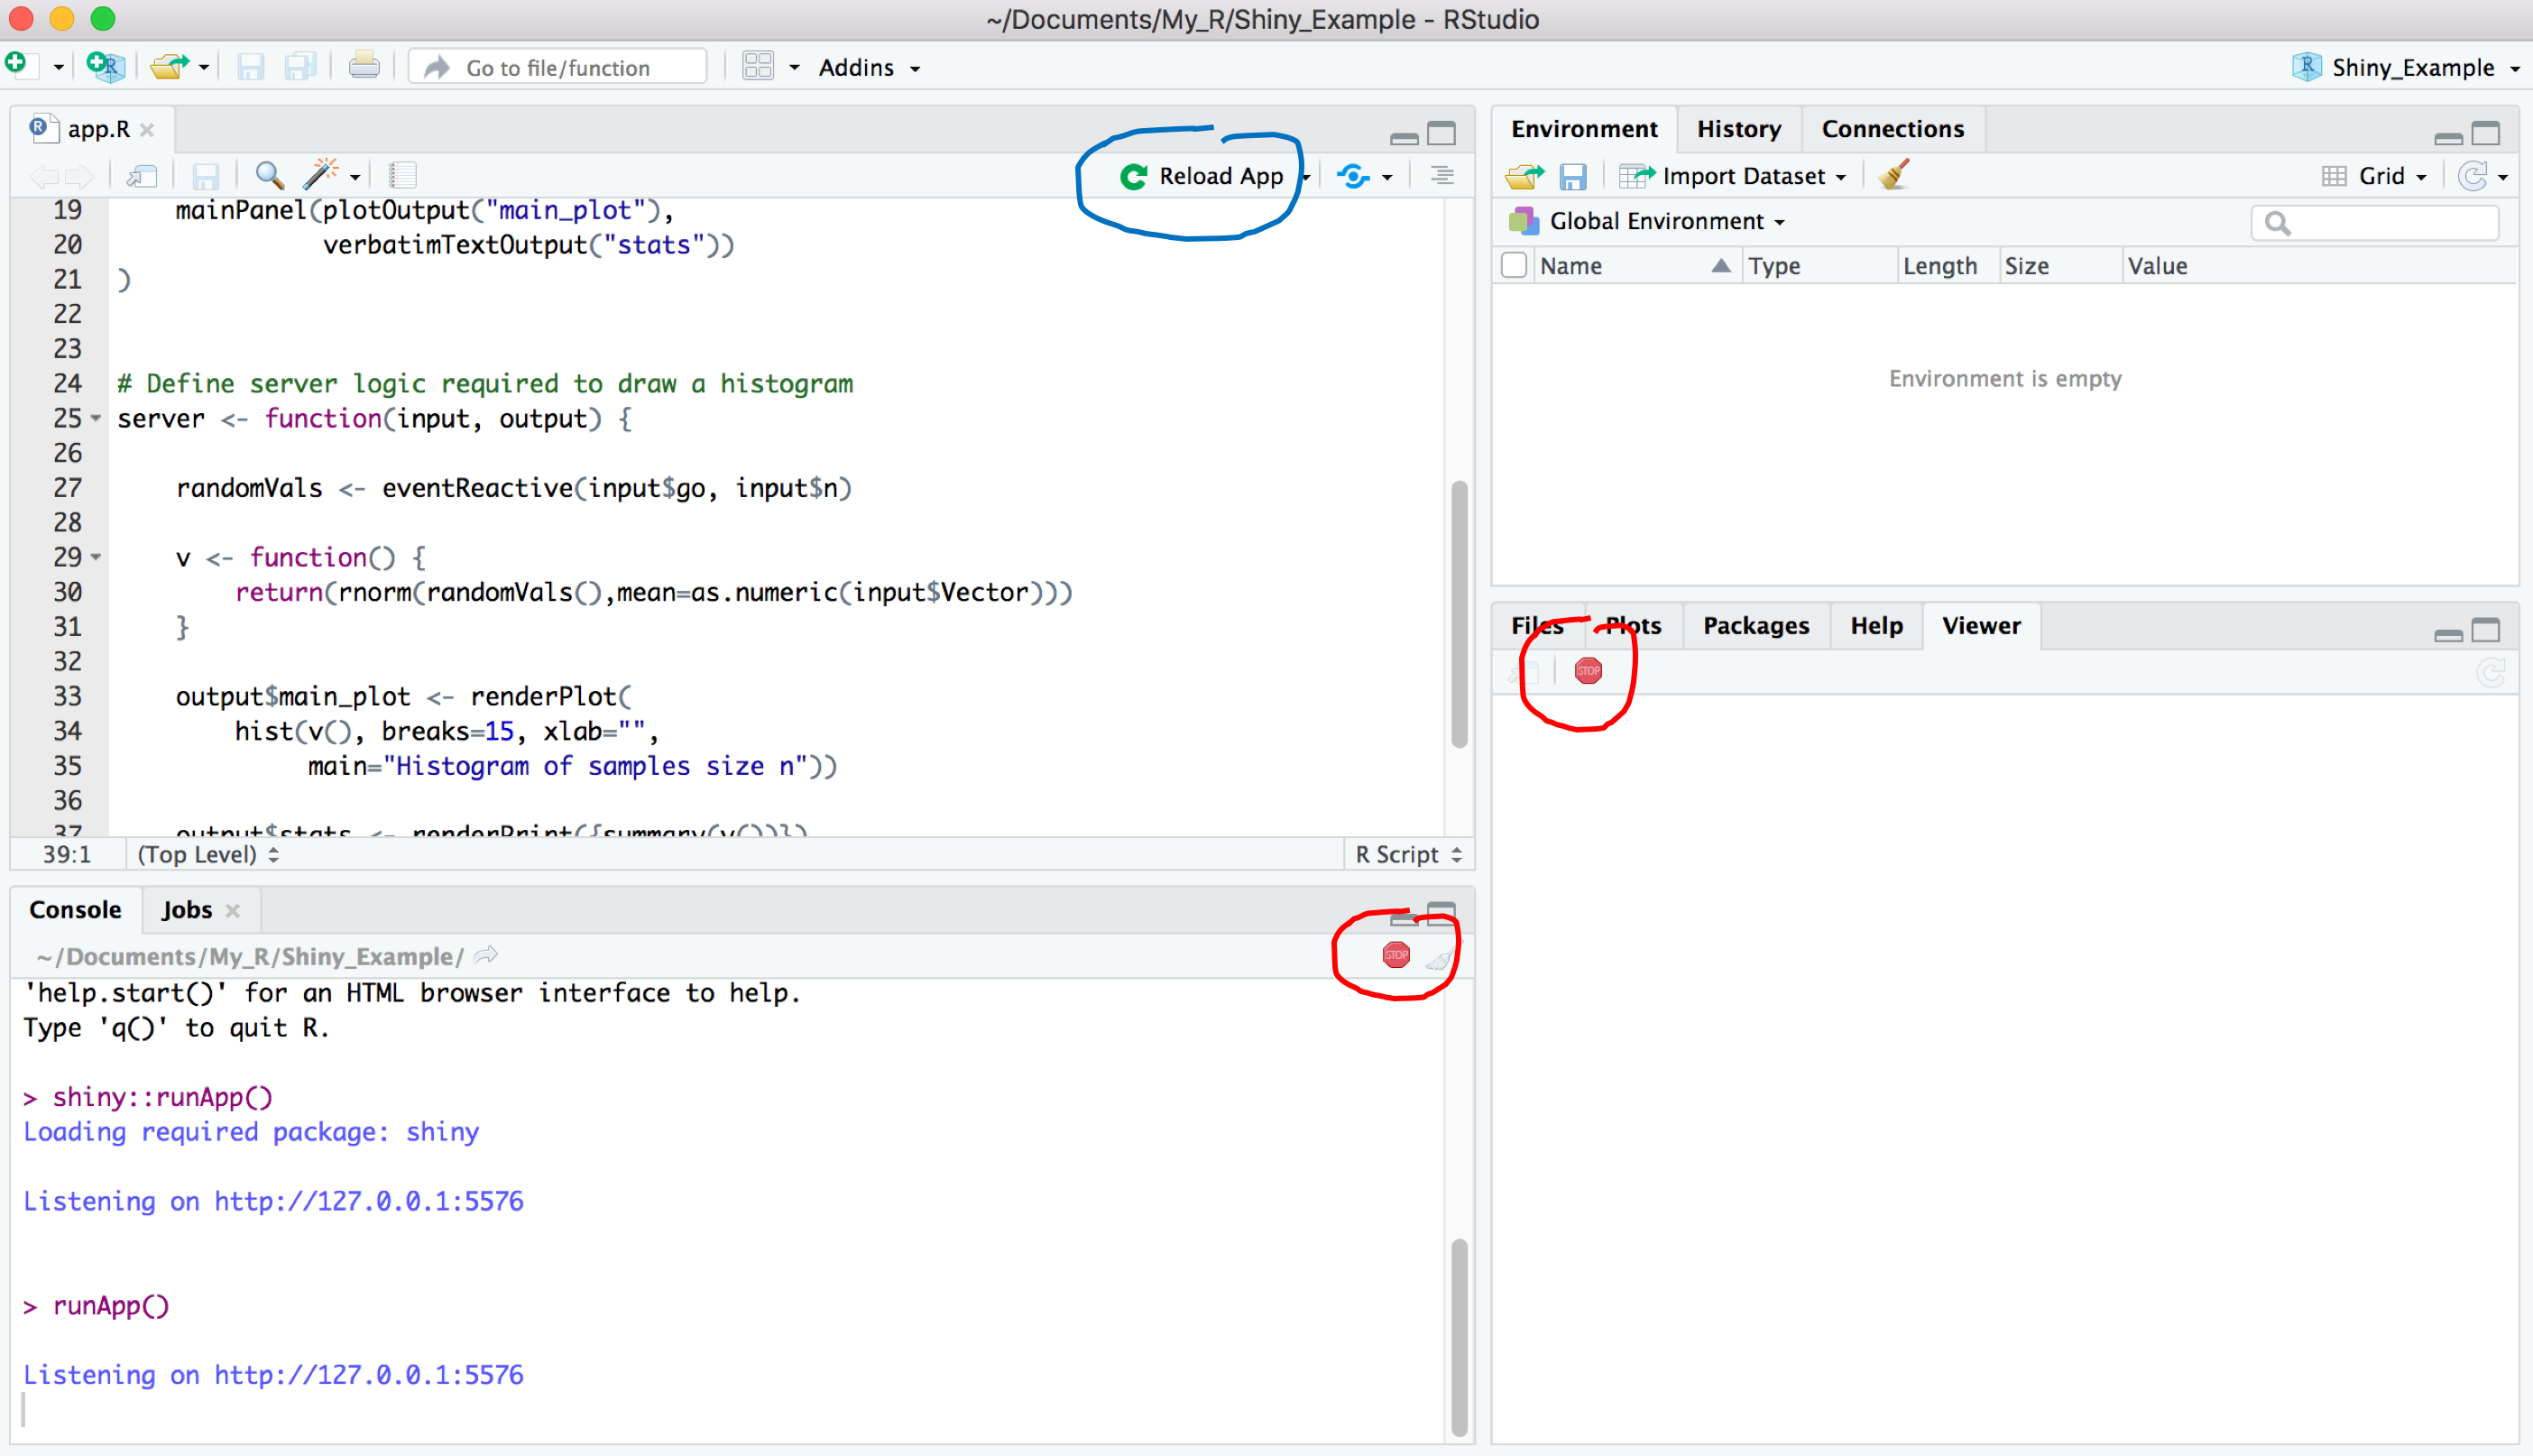 ~/Documents/My_R/Shiny_Example - RStudio
Go to file/function
Addins
Shiny_Example
app.R
Reload App
19 mainPanel(plotOutput("main_plot"),
20 verbatimTextOutput("stats"))
21 )
22
23
24 # Define server logic required to draw a histogram
25 server <- function(input, output) {
26
27 randomVals <- eventReactive(input$go, input$n)
28
29 v <- function() {
30 return(rnorm(randomVals(),mean=as.numeric(input$Vector)))
31 }
32
33 output$main_plot <- renderPlot(
34 hist(v(), breaks=15, xlab="",
35 main="Histogram of samples size n"))
36
37 output$stats <- renderPrint({summary(v())})
39:1 (Top Level) R Script
Console Jobs
~/Documents/My_R/Shiny_Example/
STOP
'help.start()' for an HTML browser interface to help.
Type 'q()' to quit R.
> shiny::runApp()
Loading required package: shiny
Listening on http://127.0.0.1:5576
> runApp()
Listening on http://127.0.0.1:5576
Environment History Connections
Import Dataset Grid
Global Environment
Name Type Length Size Value
Environment is empty
Files Plots Packages Help Viewer
STOP